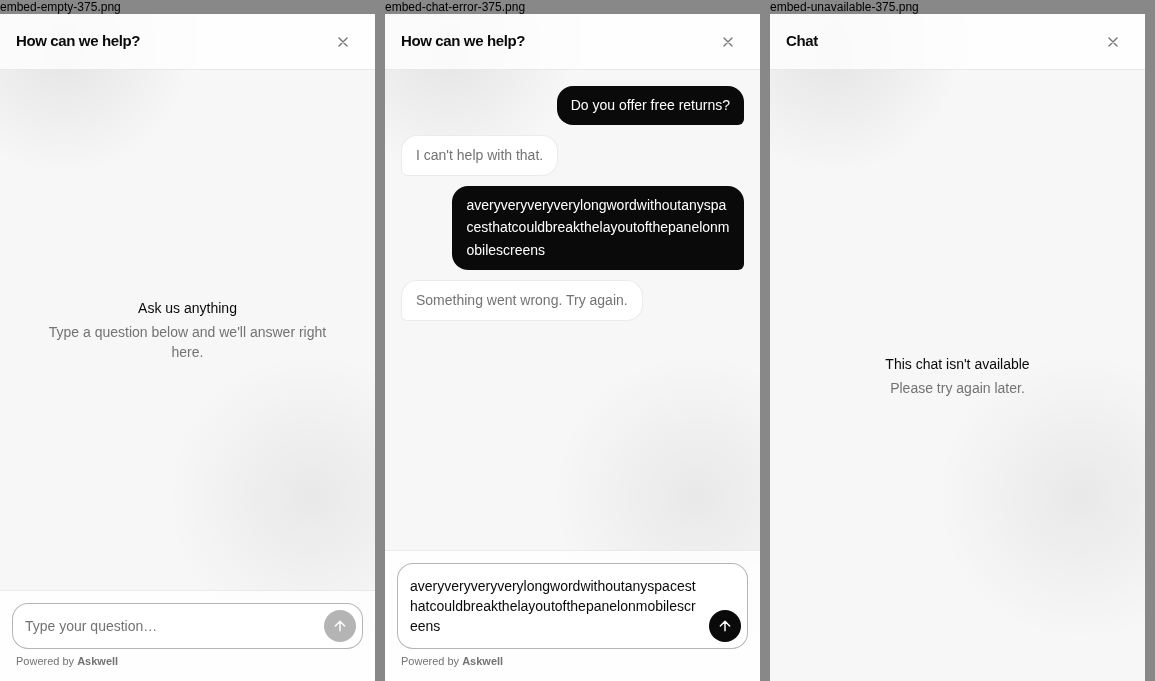 embed-empty-375.png
How can we help?
Ask us anything
Type a question below and we'll answer right
here.
Type your question…
Powered by Askwell
embed-chat-error-375.png
How can we help?
Do you offer free returns?
I can't help with that.
averyveryveryverylongwordwithoutanyspa
cesthatcouldbreakthelayoutofthepanelonm
obilescreens
Something went wrong. Try again.
averyveryveryverylongwordwithoutanyspacest
hatcouldbreakthelayoutofthepanelonmobilescr
eens
Powered by Askwell
embed-unavailable-375.png
Chat
This chat isn't available
Please try again later.